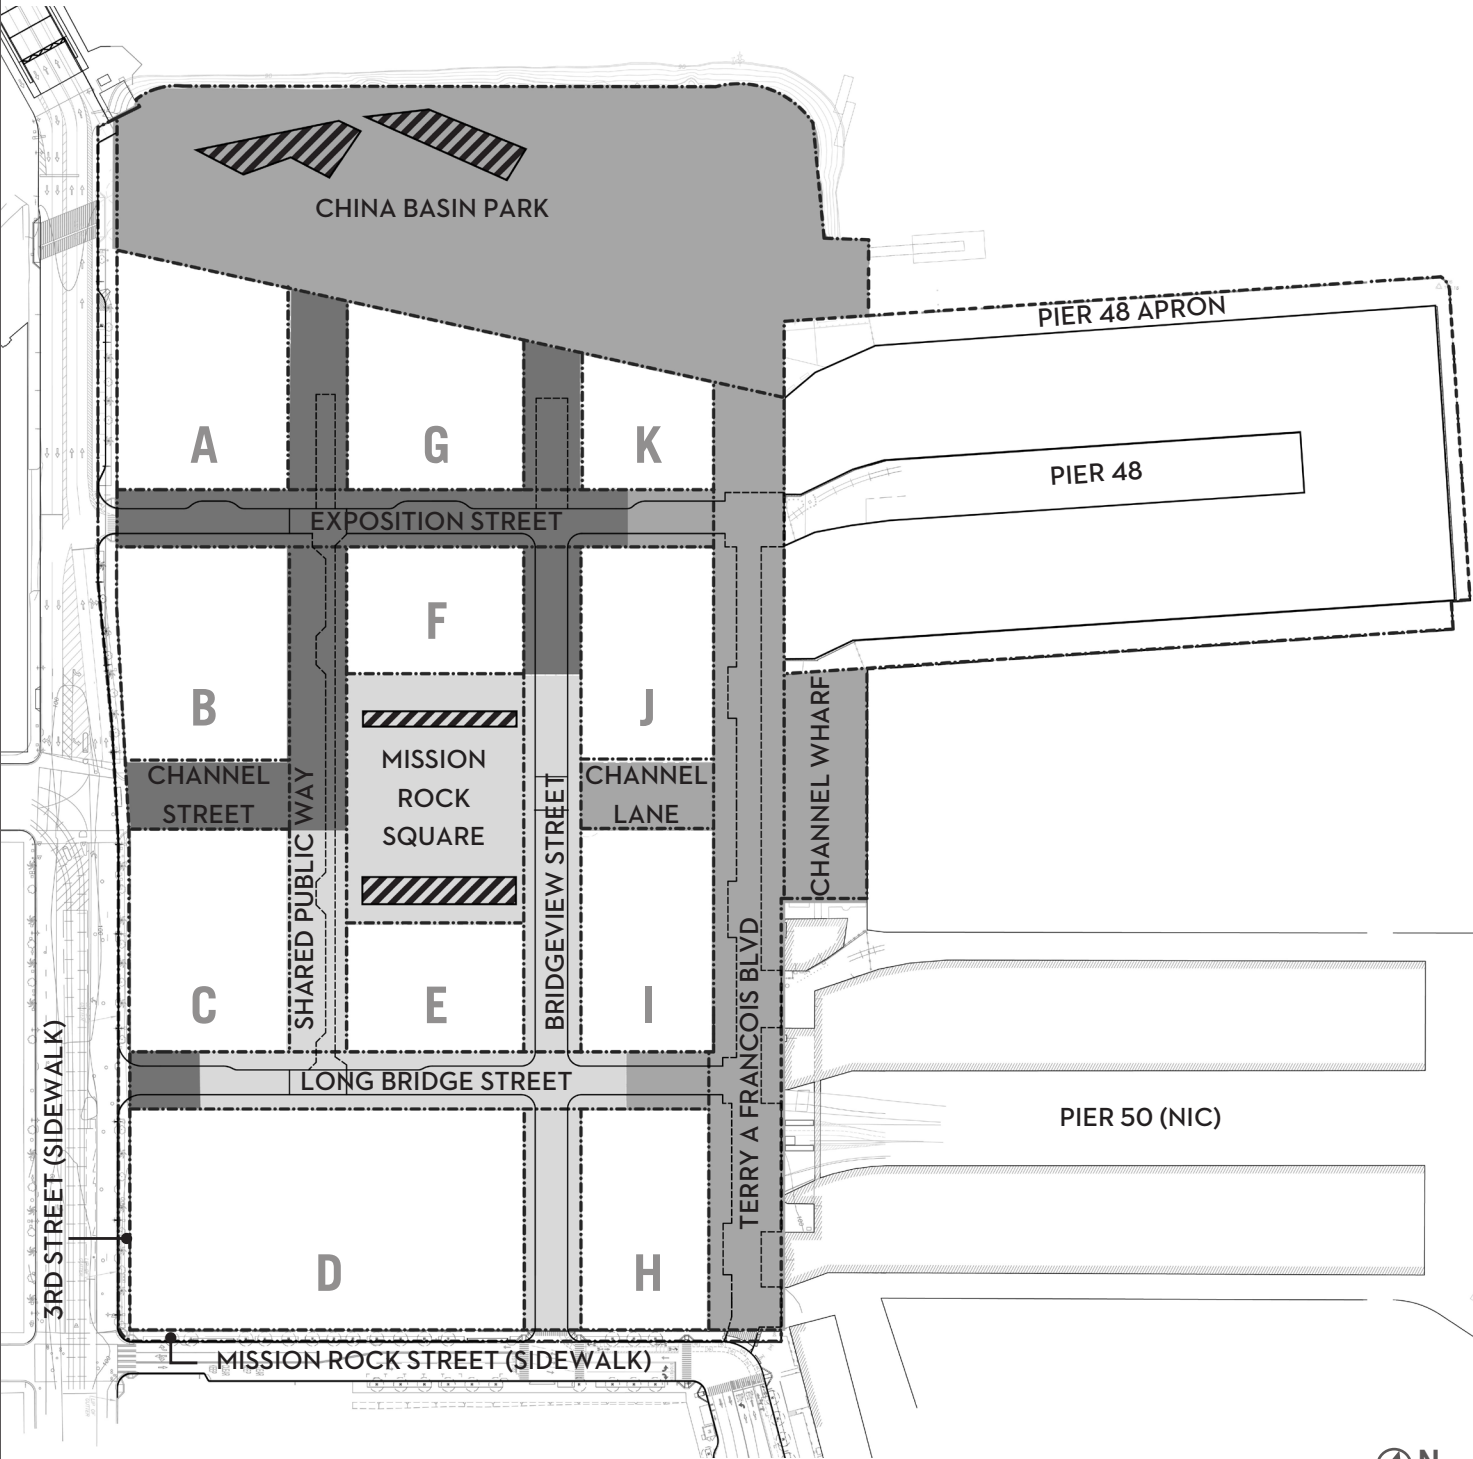 CHINA BASIN PARK
PIER 48 APRON
A
G
K
PIER 48
EXPOSITION STREET
F
B
J
MISSION
ROCK
SQUARE
CHANNEL
STREET
CHANNEL
LANE
CHANNEL WHARF
SHARED PUBLIC WAY
BRIDGEVIEW STREET
TERRY A FRANCOIS BLVD
C
E
I
LONG BRIDGE STREET
PIER 50 (NIC)
3RD STREET (SIDEWALK)
D
H
MISSION ROCK STREET (SIDEWALK)
N